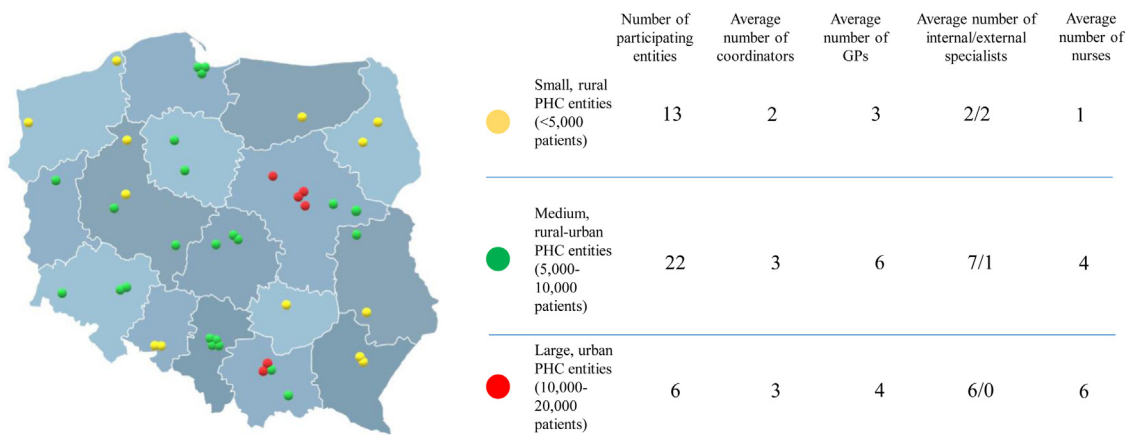 Number of participating entities
Average number of coordinators
Average number of GPs
Average number of internal/external specialists
Average number of nurses
Small, rural
PHC entities
(<5,000
patients)
13 2 3 2/2 1
Medium,
rural-urban
PHC entities
(5,000-
10,000
patients)
22 3 6 7/1 4
Large, urban
PHC entities
(10,000-
20,000
patients)
6 3 4 6/0 6